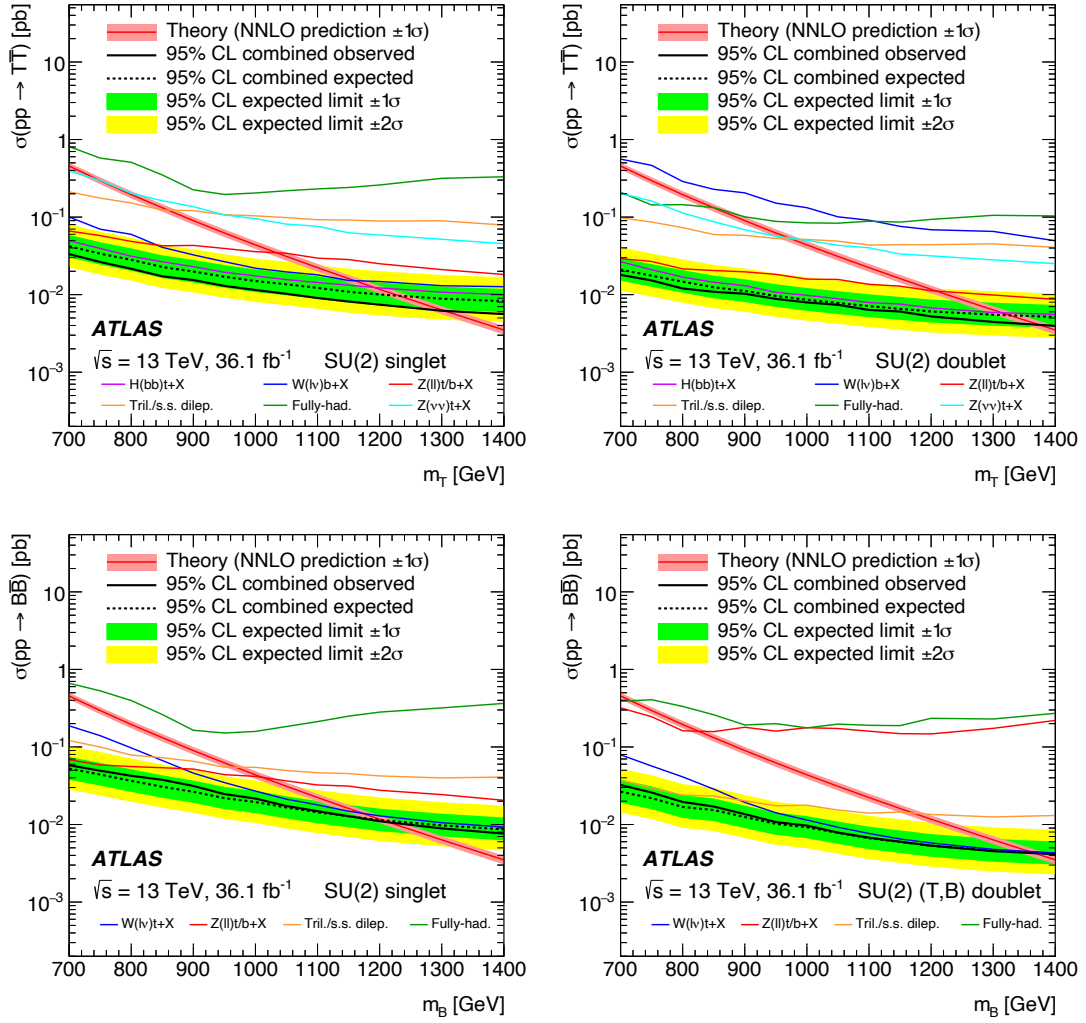 σ(pp → TT̅) [pb]
Theory (NNLO prediction ±1σ)
95% CL combined observed
95% CL combined expected
95% CL expected limit ±1σ
95% CL expected limit ±2σ
10
1
10⁻¹
10⁻²
10⁻³
ATLAS
√s = 13 TeV, 36.1 fb⁻¹ SU(2) singlet
H(bb)t+X W(lν)b+X Z(ll)t/b+X
Tril./s.s. dilep. Fully-had. Z(νν)t+X
700 800 900 1000 1100 1200 1300 1400
m_T [GeV]
σ(pp → TT̅) [pb]
Theory (NNLO prediction ±1σ)
95% CL combined observed
95% CL combined expected
95% CL expected limit ±1σ
95% CL expected limit ±2σ
10
1
10⁻¹
10⁻²
10⁻³
ATLAS
√s = 13 TeV, 36.1 fb⁻¹ SU(2) doublet
H(bb)t+X W(lν)b+X Z(ll)t/b+X
Tril./s.s. dilep. Fully-had. Z(νν)t+X
700 800 900 1000 1100 1200 1300 1400
m_T [GeV]
σ(pp → BB̅) [pb]
Theory (NNLO prediction ±1σ)
95% CL combined observed
95% CL combined expected
95% CL expected limit ±1σ
95% CL expected limit ±2σ
10
1
10⁻¹
10⁻²
10⁻³
ATLAS
√s = 13 TeV, 36.1 fb⁻¹ SU(2) singlet
W(lν)t+X Z(ll)t/b+X Tril./s.s. dilep. Fully-had.
700 800 900 1000 1100 1200 1300 1400
m_B [GeV]
σ(pp → BB̅) [pb]
Theory (NNLO prediction ±1σ)
95% CL combined observed
95% CL combined expected
95% CL expected limit ±1σ
95% CL expected limit ±2σ
10
1
10⁻¹
10⁻²
10⁻³
ATLAS
√s = 13 TeV, 36.1 fb⁻¹ SU(2) (T,B) doublet
W(lν)t+X Z(ll)t/b+X Tril./s.s. dilep. Fully-had.
700 800 900 1000 1100 1200 1300 1400
m_B [GeV]